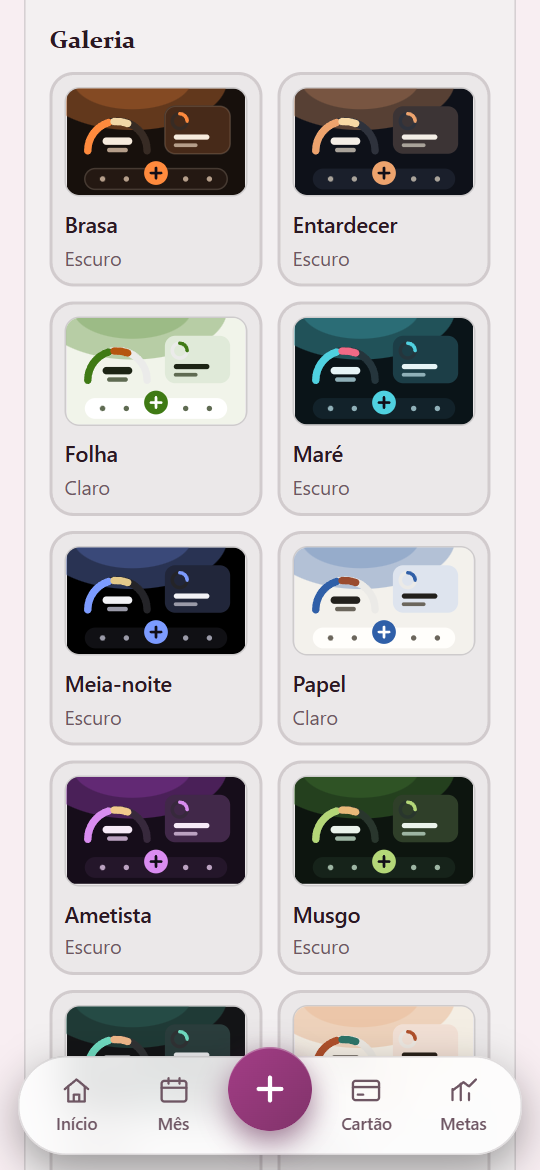 Galeria
Brasa
Escuro
Entardecer
Escuro
Folha
Claro
Maré
Escuro
Meia-noite
Escuro
Papel
Claro
Ametista
Escuro
Musgo
Escuro
Início
Mês
Cartão
Metas